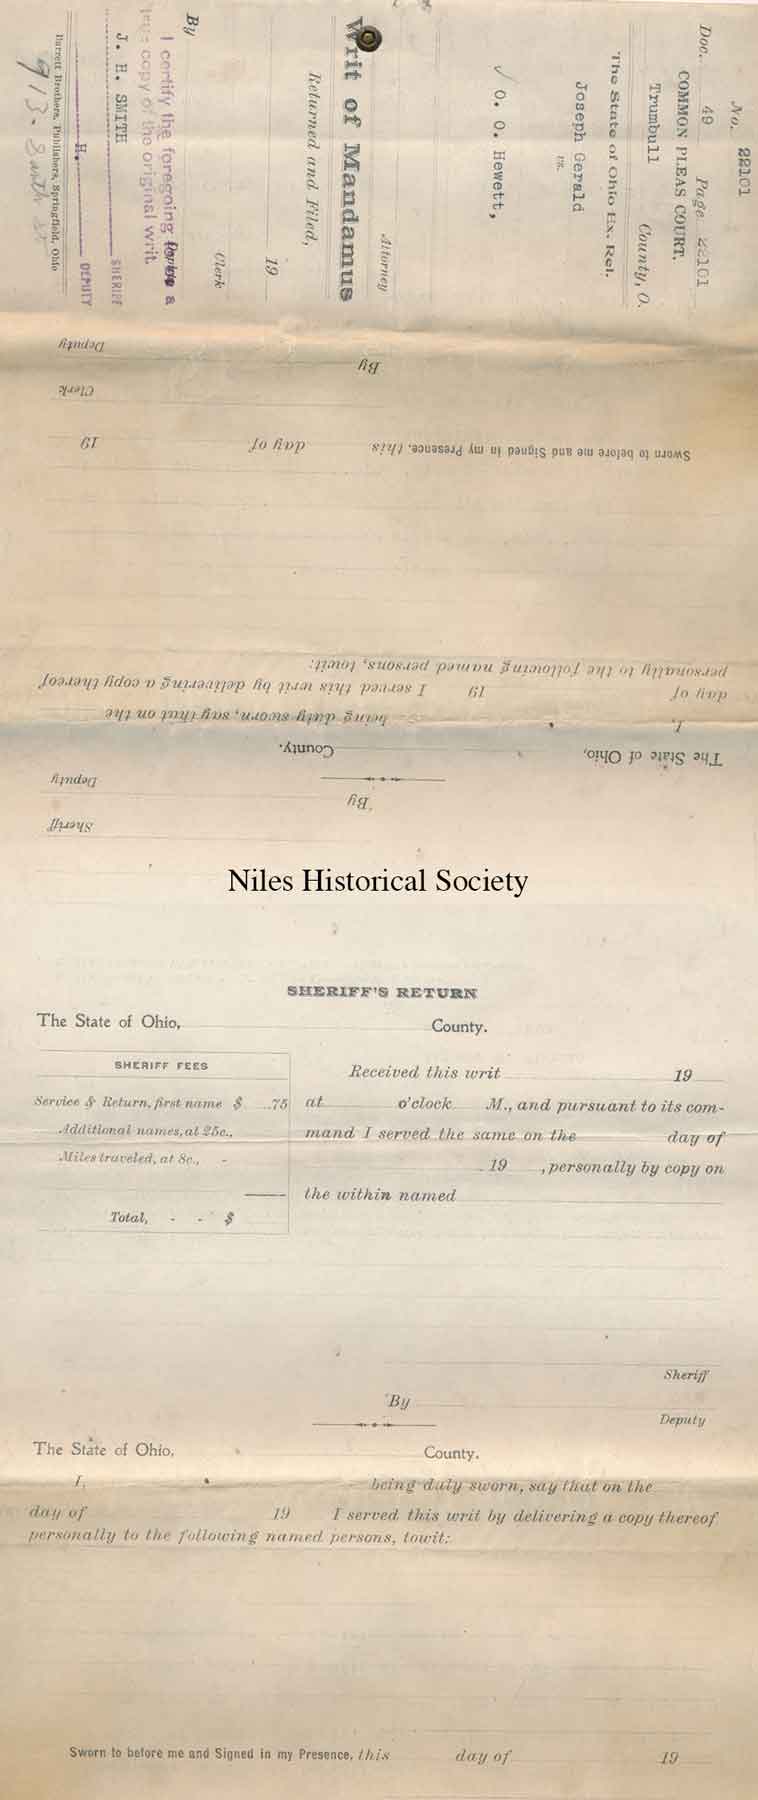 No. 22101
Doc. 49 Page 22101
COMMON PLEAS COURT.
Trumbull County, O.
The State of Ohio Ex. Rel.
Joseph Gerald
vs.
✓ O. O. Hewett,
Attorney
Writ of Mandamus
Returned and Filed,
19
Clerk
By Deputy
I certify the foregoing to be a
true copy of the original writ.
J. H. SMITH
SHERIFF
H.
DEPUTY
Barrett Brothers, Publishers, Springfield, Ohio
913.
The State of Ohio, County.
I, being duly sworn, say that on the
day of 19 I served this writ by delivering a copy thereof
personally to the following named persons, towit:
Sworn to before me and Signed in my Presence, this day of 19
Clerk
By Deputy
Sheriff
By Deputy
Niles Historical Society
SHERIFF'S RETURN
The State of Ohio, County.
SHERIFF FEES
Service & Return, first name $ .75
Additional names, at 25c.,
Miles traveled, at 8c., -
Total, - - $
Received this writ 19
at o'clock M., and pursuant to its com-
mand I served the same on the day of
19 , personally by copy on
the within named
Sheriff
By
Deputy
The State of Ohio, County.
I, being duly sworn, say that on the
day of 19 I served this writ by delivering a copy thereof
personally to the following named persons, towit:
Sworn to before me and Signed in my Presence, this day of 19